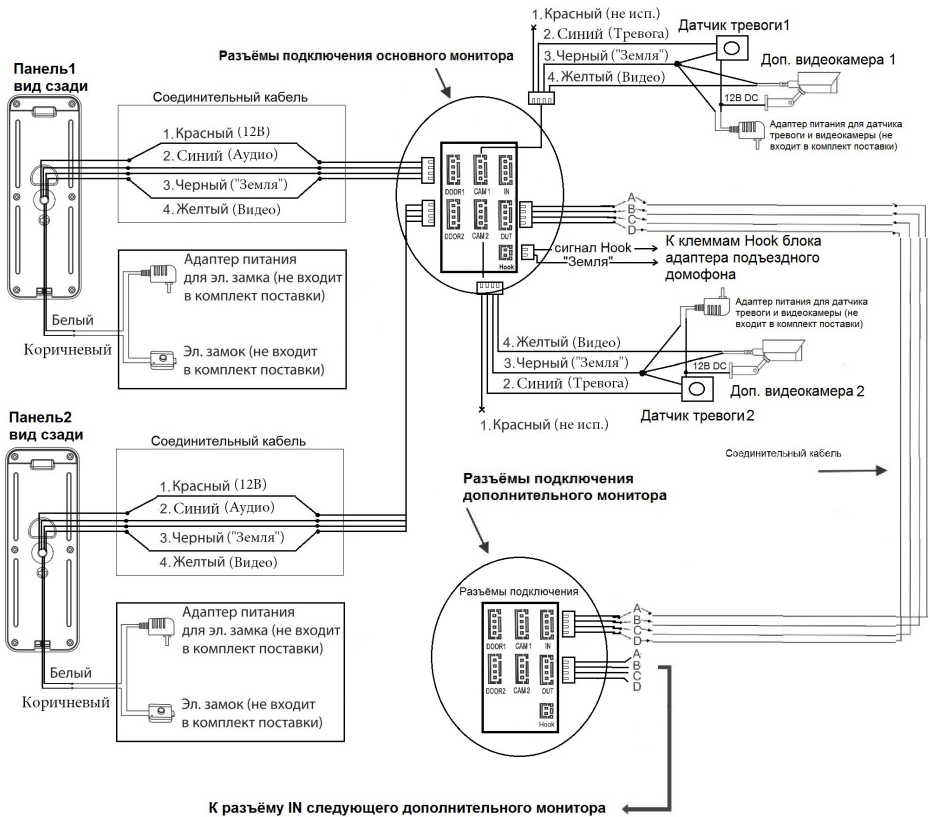 1. Красный (не исп.)
2. Синий (Тревога)
3. Черный ("Земля")
4. Желтый (Видео)
Датчик тревоги1
Доп. видеокамера 1
12В DC
Адаптер питания для датчика
тревоги и видеокамеры (не
входит в комплект поставки)
Разъёмы подключения основного монитора
Панель1
вид сзади
Соединительный кабель
1. Красный (12В)
2. Синий (Аудио)
3. Черный ("Земля")
4. Желтый (Видео)
DOOR1
CAM 1
IN
DOOR2
CAM 2
OUT
Hook
A
B
C
D
сигнал Hook
"Земля"
К клеммам Hook блока
адаптера подъездного
домофона
Адаптер питания
для эл. замка (не входит
в комплект поставки)
Белый
Коричневый
Эл. замок (не входит
в комплект поставки)
Адаптер питания для датчика
тревоги и видеокамеры (не
входит в комплект поставки)
4. Желтый (Видео)
3. Черный ("Земля")
2. Синий (Тревога)
1. Красный (не исп.)
12В DC
Доп. видеокамера 2
Датчик тревоги2
Панель2
вид сзади
Соединительный кабель
1. Красный (12В)
2. Синий (Аудио)
3. Черный ("Земля")
4. Желтый (Видео)
Соединительный кабель
Разъёмы подключения
дополнительного монитора
Разъёмы подключения
DOOR1
CAM 1
IN
DOOR2
CAM 2
OUT
Hook
A
B
C
D
A
B
C
D
Адаптер питания
для эл. замка (не входит
в комплект поставки)
Белый
Коричневый
Эл. замок (не входит
в комплект поставки)
К разъёму IN следующего дополнительного монитора